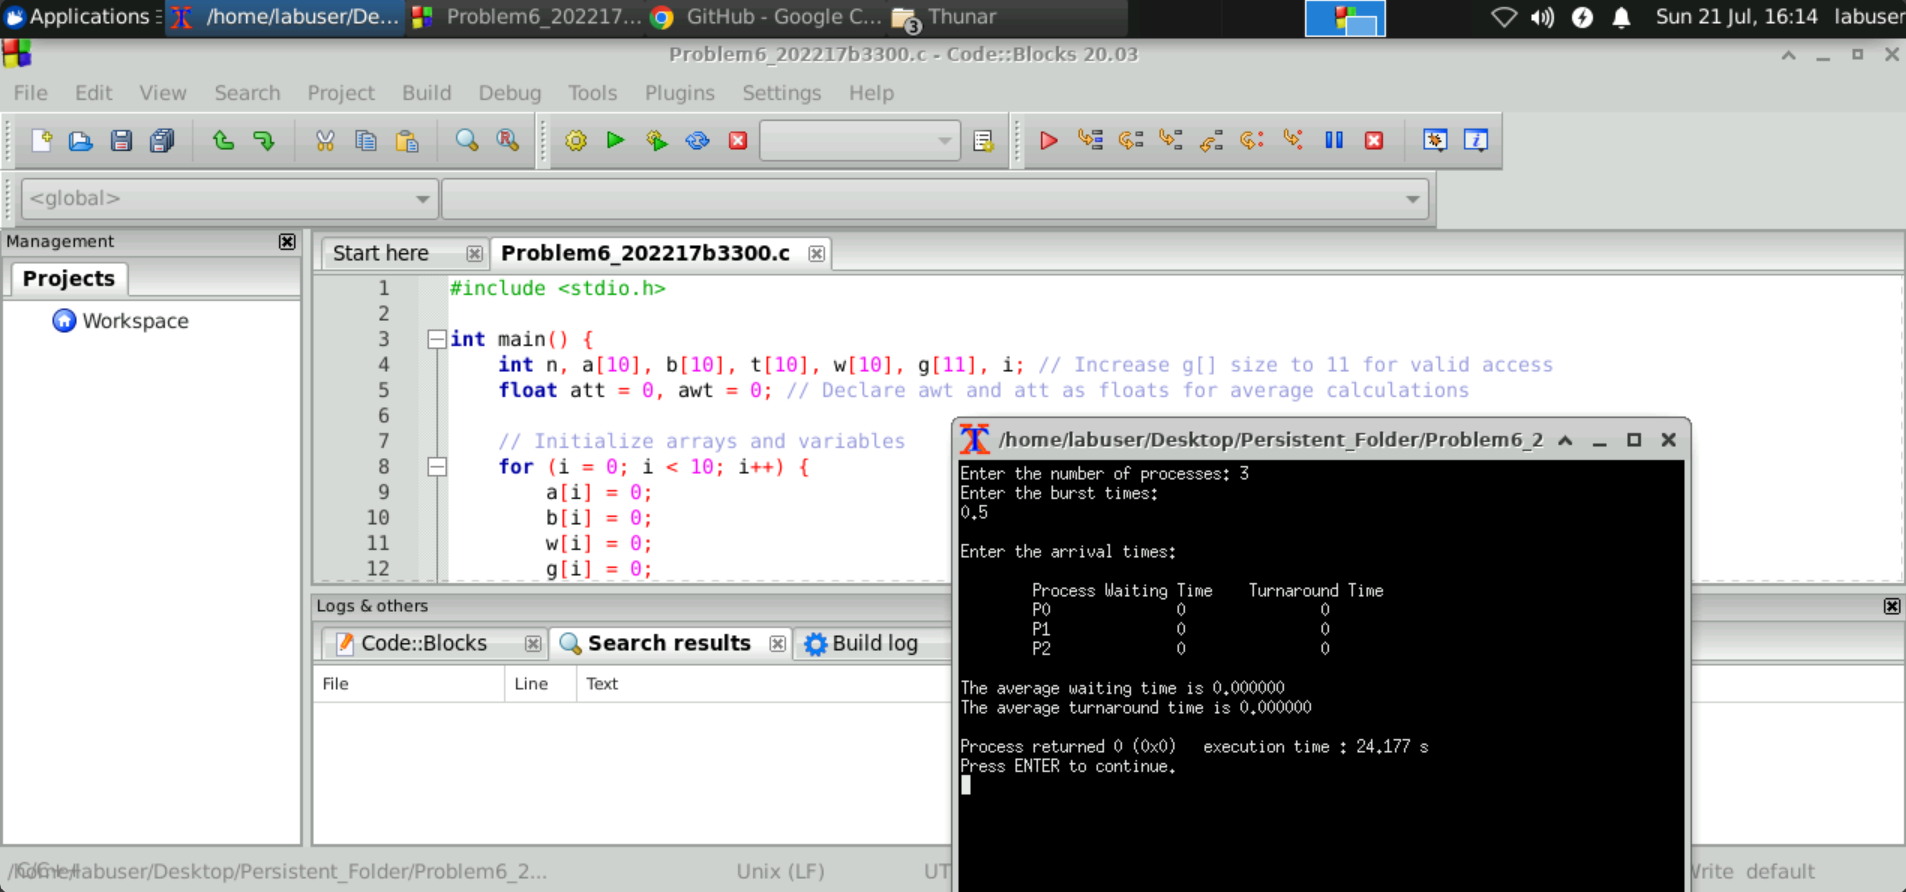 Applications
/home/labuser/De...
Problem6_202217...
GitHub - Google C...
3
Thunar
Sun 21 Jul, 16:14
labuser
Problem6_202217b3300.c - Code::Blocks 20.03
File Edit View Search Project Build Debug Tools Plugins Settings Help
<global>
Management
Projects
Workspace
Start here
Problem6_202217b3300.c
1 #include <stdio.h>
2
3 int main() {
4 int n, a[10], b[10], t[10], w[10], g[11], i; // Increase g[] size to 11 for valid access
5 float att = 0, awt = 0; // Declare awt and att as floats for average calculations
6
7 // Initialize arrays and variables
8 for (i = 0; i < 10; i++) {
9 a[i] = 0;
10 b[i] = 0;
11 w[i] = 0;
12 g[i] = 0;
Logs & others
Code::Blocks
Search results
Build log
File Line Text
/home/labuser/Desktop/Persistent_Folder/Problem6_2
Enter the number of processes: 3
Enter the burst times:
0.5
Enter the arrival times:
Process Waiting Time Turnaround Time
P0 0 0
P1 0 0
P2 0 0
The average waiting time is 0.000000
The average turnaround time is 0.000000
Process returned 0 (0x0) execution time : 24.177 s
Press ENTER to continue.
/home/labuser/Desktop/Persistent_Folder/Problem6_2...
Unix (LF)
UT
Write
default